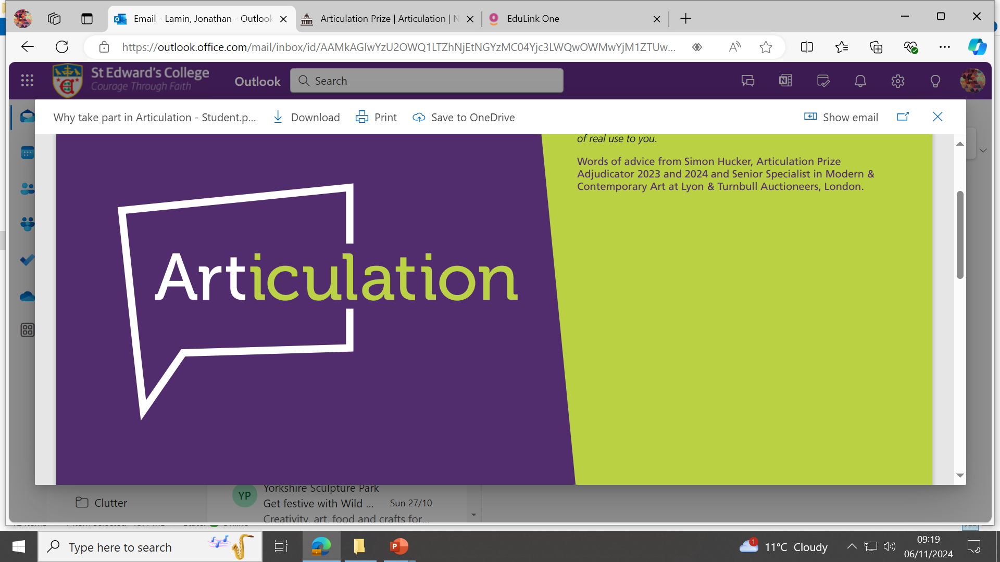 Email - Lamin, Jonathan - Outlook
Articulation Prize | Articulation | N
EduLink One
https://outlook.office.com/mail/inbox/id/AAMkAGIwYzU2OWQ1LTZhNjEtNGYzMC04Yjc3LWQwOWMwYjM1ZTUw...
St Edward's College
Courage Through Faith
Outlook
Search
Why take part in Articulation - Student.p...
Download
Print
Save to OneDrive
Show email
of real use to you.
Words of advice from Simon Hucker, Articulation Prize
Adjudicator 2023 and 2024 and Senior Specialist in Modern &
Contemporary Art at Lyon & Turnbull Auctioneers, London.
Articulation
Clutter
YP
Yorkshire Sculpture Park
Get festive with Wild ...
Sun 27/10
Creativity, art, food and crafts for...
Type here to search
1
11°C Cloudy
09:19
06/11/2024